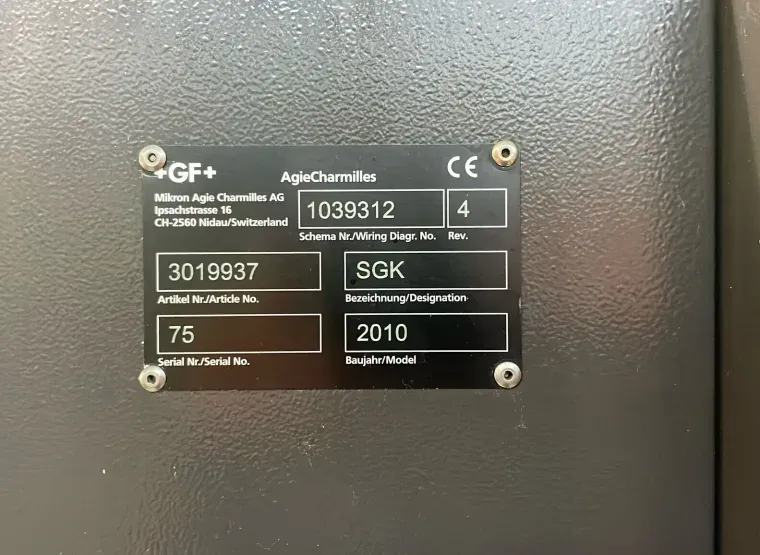 +GF+
AgieCharmilles
CE
Mikron Agie Charmilles AG
Ipsachstrasse 16
CH-2560 Nidau/Switzerland
1039312
4
Schema Nr./Wiring Diagr. No.
Rev.
3019937
SGK
Artikel Nr./Article No.
Bezeichnung/Designation
75
2010
Serial Nr./Serial No.
Baujahr/Model